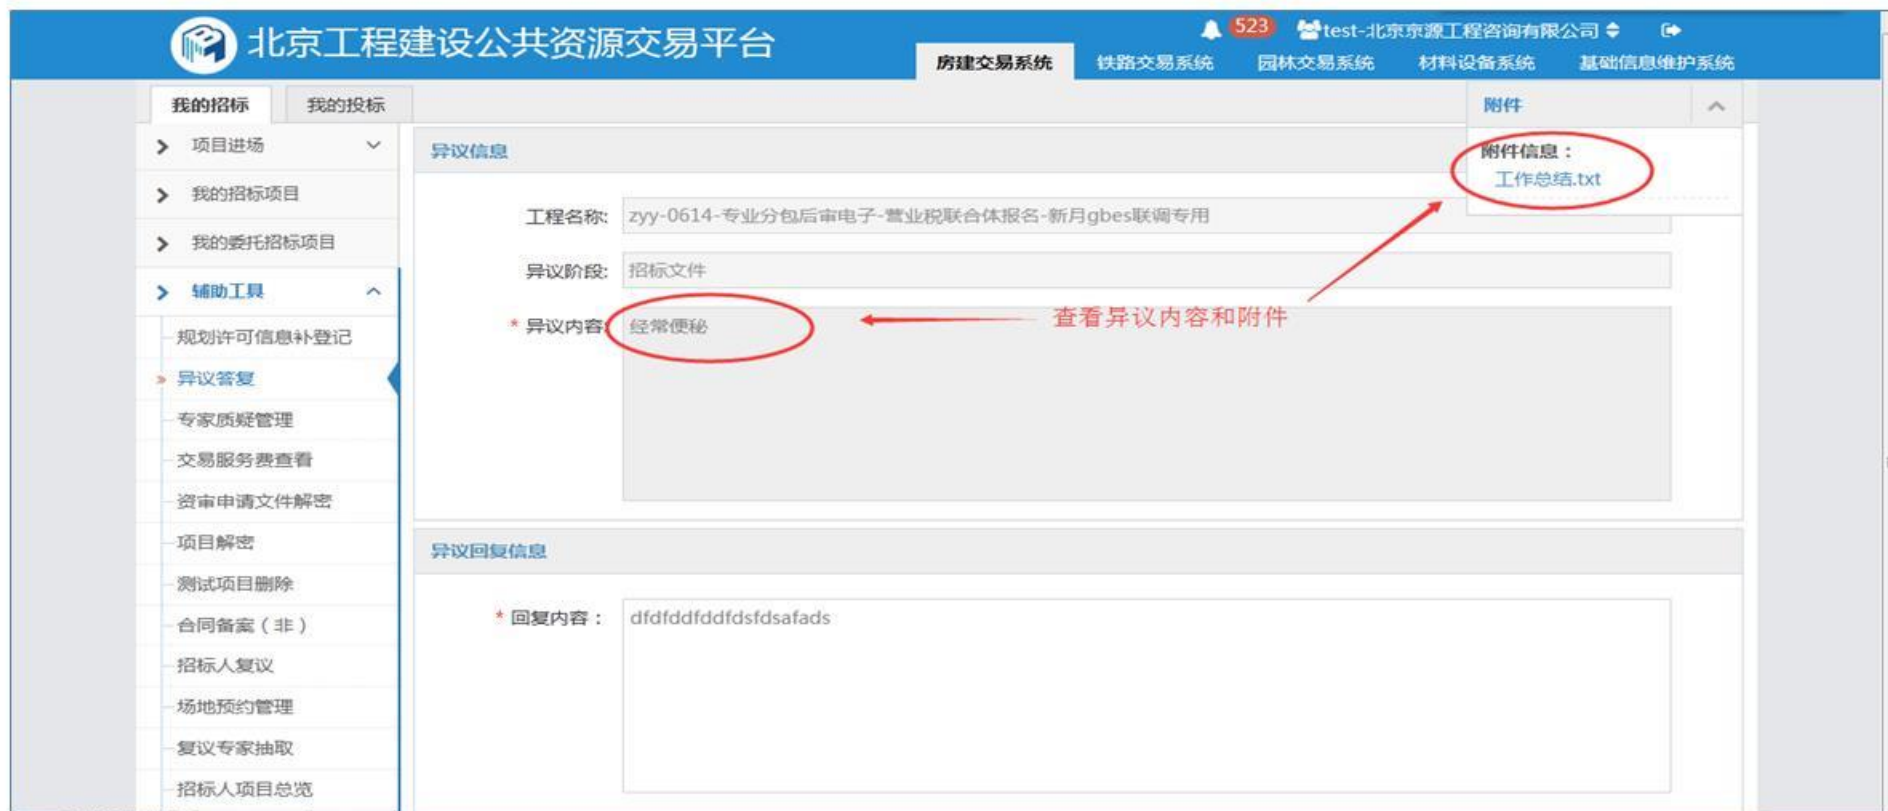 北京工程建设公共资源交易平台
523 test-北京京源工程咨询有限公司
房建交易系统 铁路交易系统 园林交易系统 材料设备系统 基础信息维护系统
我的招标 我的投标
附件
项目进场
我的招标项目
我的委托招标项目
辅助工具
规划许可信息补登记
异议答复
专家质疑管理
交易服务费查看
资审申请文件解密
项目解密
测试项目删除
合同备案（非）
招标人复议
场地预约管理
复议专家抽取
招标人项目总览
异议信息
附件信息：
工作总结.txt
工程名称: zyy-0614-专业分包后审电子-营业税联合体报名-新月gbes联调专用
异议阶段: 招标文件
* 异议内容: 经常便秘
查看异议内容和附件
异议回复信息
* 回复内容： dfdfddfddfdsfdsafads